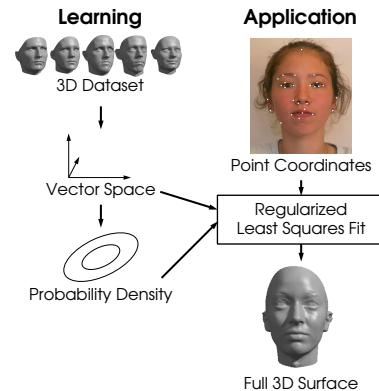 Learning
3D Dataset
Vector Space
Probability Density
Application
Point Coordinates
Regularized
Least Squares Fit
Full 3D Surface